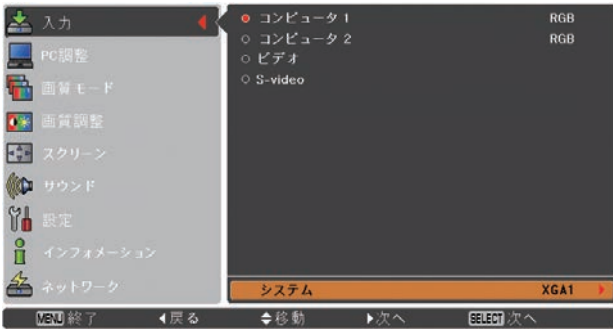 入力
PC調整
画質モード
画質調整
スクリーン
サウンド
設定
インフォメーション
ネットワーク
コンピュータ 1 RGB
コンピュータ 2 RGB
ビデオ
S-video
システム XGA1
MENU 終了 戻る 移動 次へ SELECT 次へ